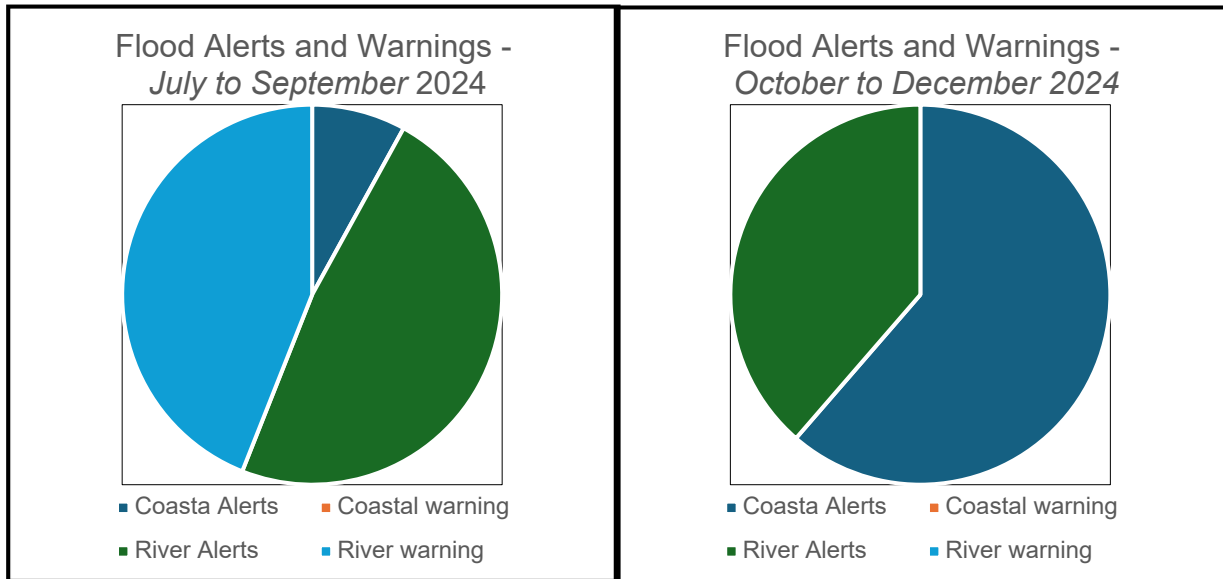 Flood Alerts and Warnings -
July to September 2024
Coasta Alerts
Coastal warning
River Alerts
River warning
Flood Alerts and Warnings -
October to December 2024
Coasta Alerts
Coastal warning
River Alerts
River warning